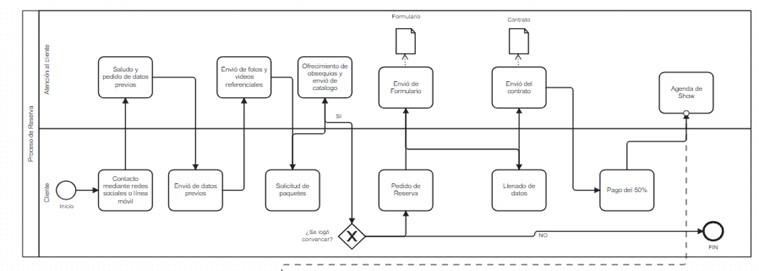 Formulario
Contrato
Proceso de Reserva
Atención al cliente
Saludo y
pedido de datos
previos
Envió de fotos y
videos
referenciales
Ofrecimiento de
obsequios y
envió de
catalogo
Envió de
Formulario
Envió del
contrato
Agenda de
Show
SI
Cliente
Inicio
Contacto
mediante redes
sociales o línea
móvil
Envió de datos
previos
Solicitud de
paquetes
Pedido de
Reserva
Llenado de
datos
Pago del 50%
¿Se logó
convencer?
NO
FIN